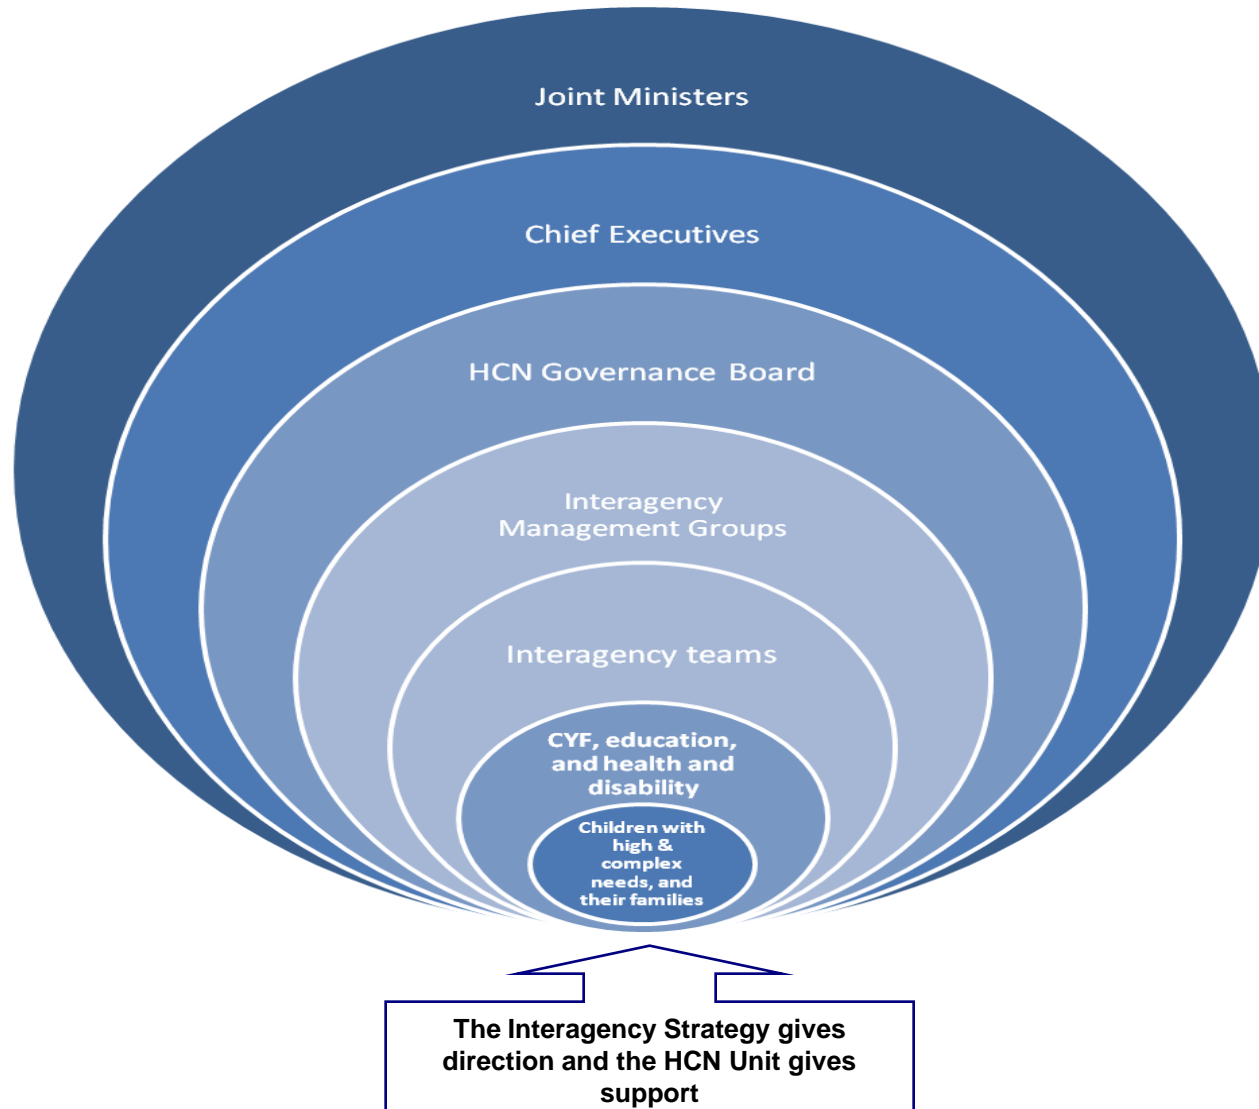 Joint Ministers
Chief Executives
HCN Governance Board
Interagency
Management Groups
Interagency teams
CYF, education,
and health and
disability
Children with
high &
complex
needs, and
their families
The Interagency Strategy gives
direction and the HCN Unit gives
support